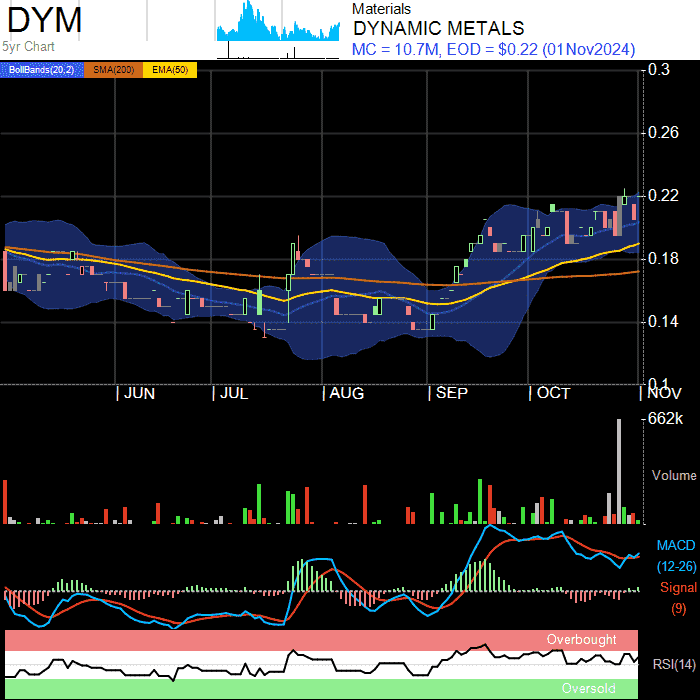 DYM
5yr Chart
Materials
DYNAMIC METALS
MC = 10.7M, EOD = $0.22 (01Nov2024)
BollBands(20,2) SMA(200) EMA(50)
0.3
0.26
0.22
0.18
0.14
0.1
JUN JUL AUG SEP OCT NOV
662k
Volume
MACD
(12-26)
Signal
(9)
Overbought
RSI(14)
Oversold